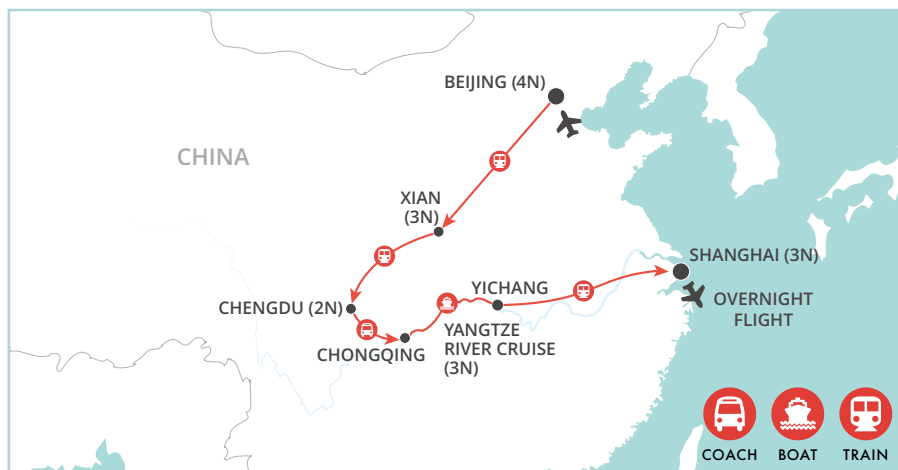 BEIJING (4N)
CHINA
XIAN
(3N)
SHANGHAI (3N)
YICHANG
OVERNIGHT
FLIGHT
CHENGDU (2N)
CHONGQING
YANGTZE
RIVER CRUISE
(3N)
COACH
BOAT
TRAIN